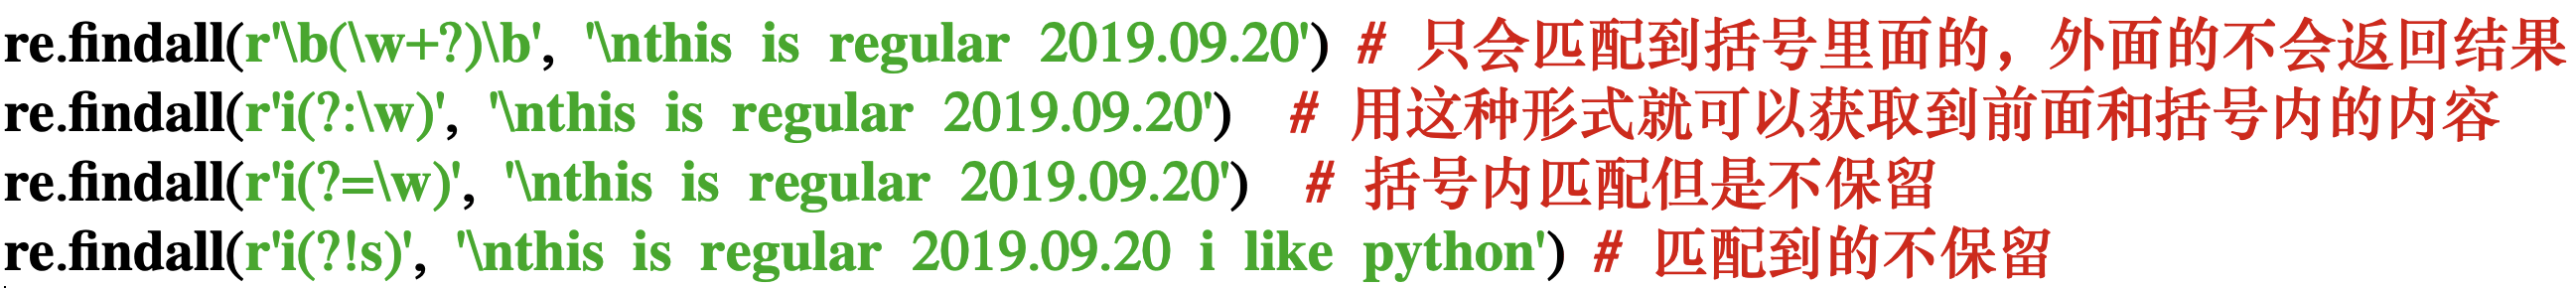 re.findall(r'\b(\w+?)\b', '\nthis is regular 2019.09.20') # 只会匹配到括号里面的，外面的不会返回结果
re.findall(r'i(?:\w)', '\nthis is regular 2019.09.20') # 用这种形式就可以获取到前面和括号内的内容
re.findall(r'i(?=\w)', '\nthis is regular 2019.09.20') # 括号内匹配但是不保留
re.findall(r'i(?!s)', '\nthis is regular 2019.09.20 i like python') # 匹配到的不保留